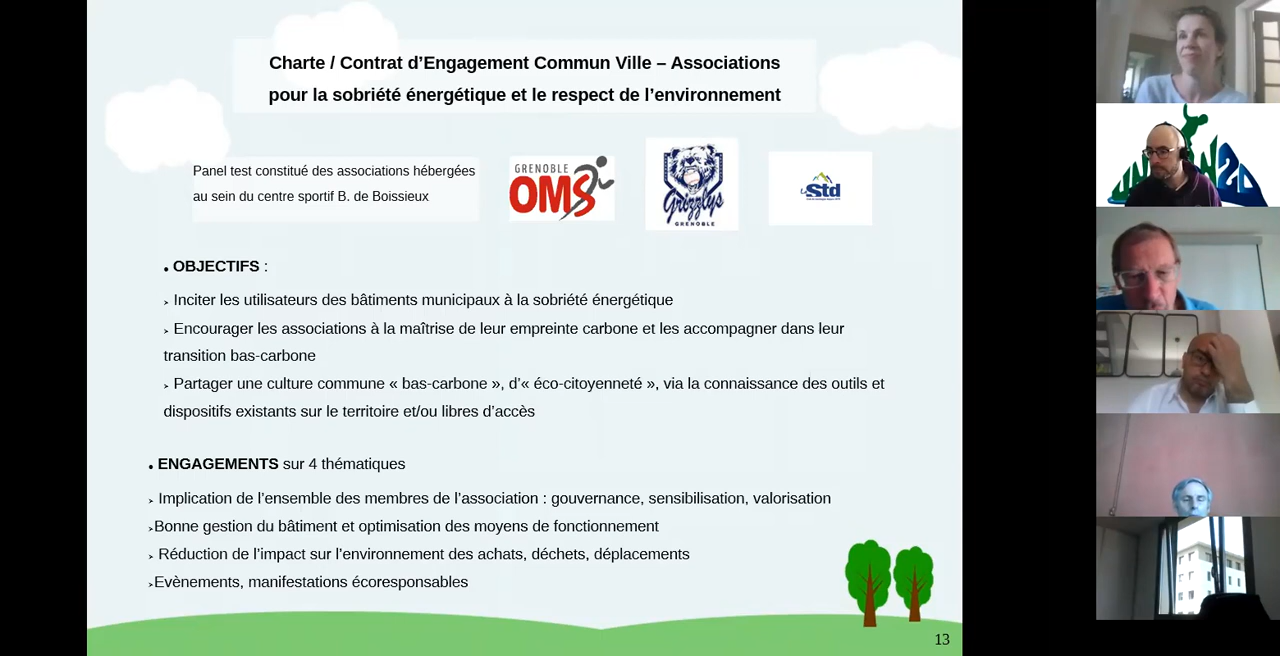 Charte / Contrat d’Engagement Commun Ville – Associations
pour la sobriété énergétique et le respect de l’environnement
Panel test constitué des associations hébergées
au sein du centre sportif B. de Boissieux
GRENOBLE
OMS
Grizzlys
GRENOBLE
Std
• OBJECTIFS :
➢ Inciter les utilisateurs des bâtiments municipaux à la sobriété énergétique
➢ Encourager les associations à la maîtrise de leur empreinte carbone et les accompagner dans leur
transition bas-carbone
➢ Partager une culture commune « bas-carbone », d’« éco-citoyenneté », via la connaissance des outils et
dispositifs existants sur le territoire et/ou libres d’accès
• ENGAGEMENTS sur 4 thématiques
➢ Implication de l’ensemble des membres de l’association : gouvernance, sensibilisation, valorisation
➢Bonne gestion du bâtiment et optimisation des moyens de fonctionnement
➢ Réduction de l’impact sur l’environnement des achats, déchets, déplacements
➢Evènements, manifestations écoresponsables
13